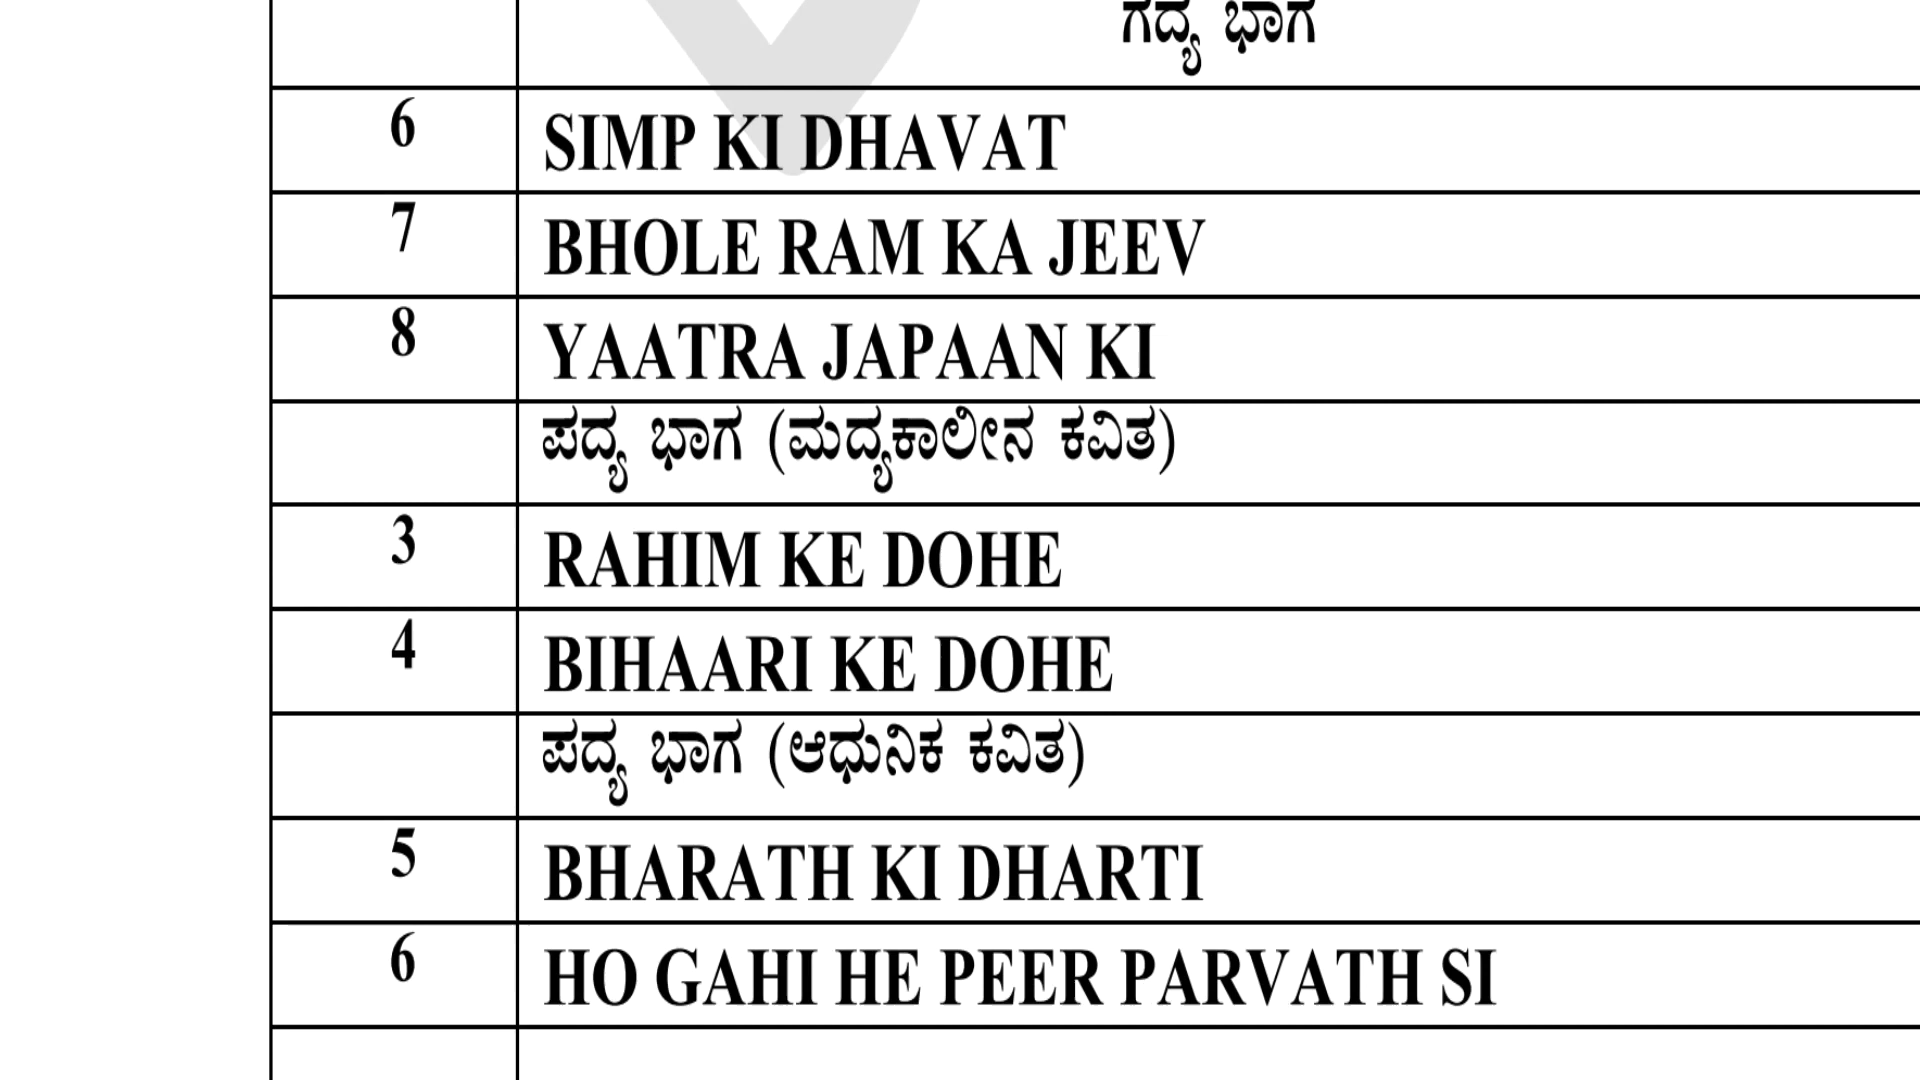 ಗದ್ಯ ಭಾಗ
6 SIMP KI DHAVAT
7 BHOLE RAM KA JEEV
8 YAATRA JAPAAN KI
ಪದ್ಯ ಭಾಗ (ಮದ್ಯಕಾಲೀನ ಕವಿತ)
3 RAHIM KE DOHE
4 BIHAARI KE DOHE
ಪದ್ಯ ಭಾಗ (ಆಧುನಿಕ ಕವಿತ)
5 BHARATH KI DHARTI
6 HO GAHI HE PEER PARVATH SI